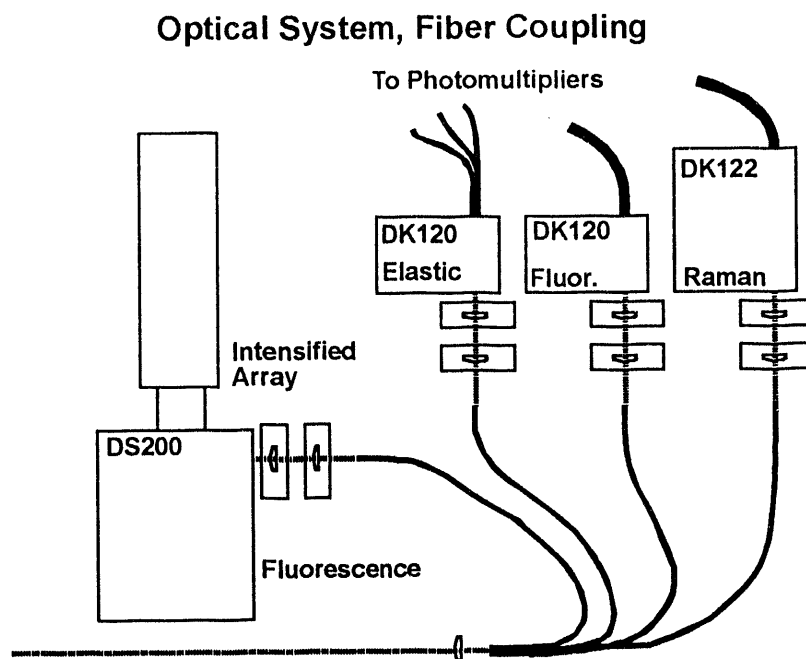 Optical System, Fiber Coupling
To Photomultipliers
DK122
DK120
Elastic
DK120
Fluor.
Raman
Intensified
Array
DS200
Fluorescence